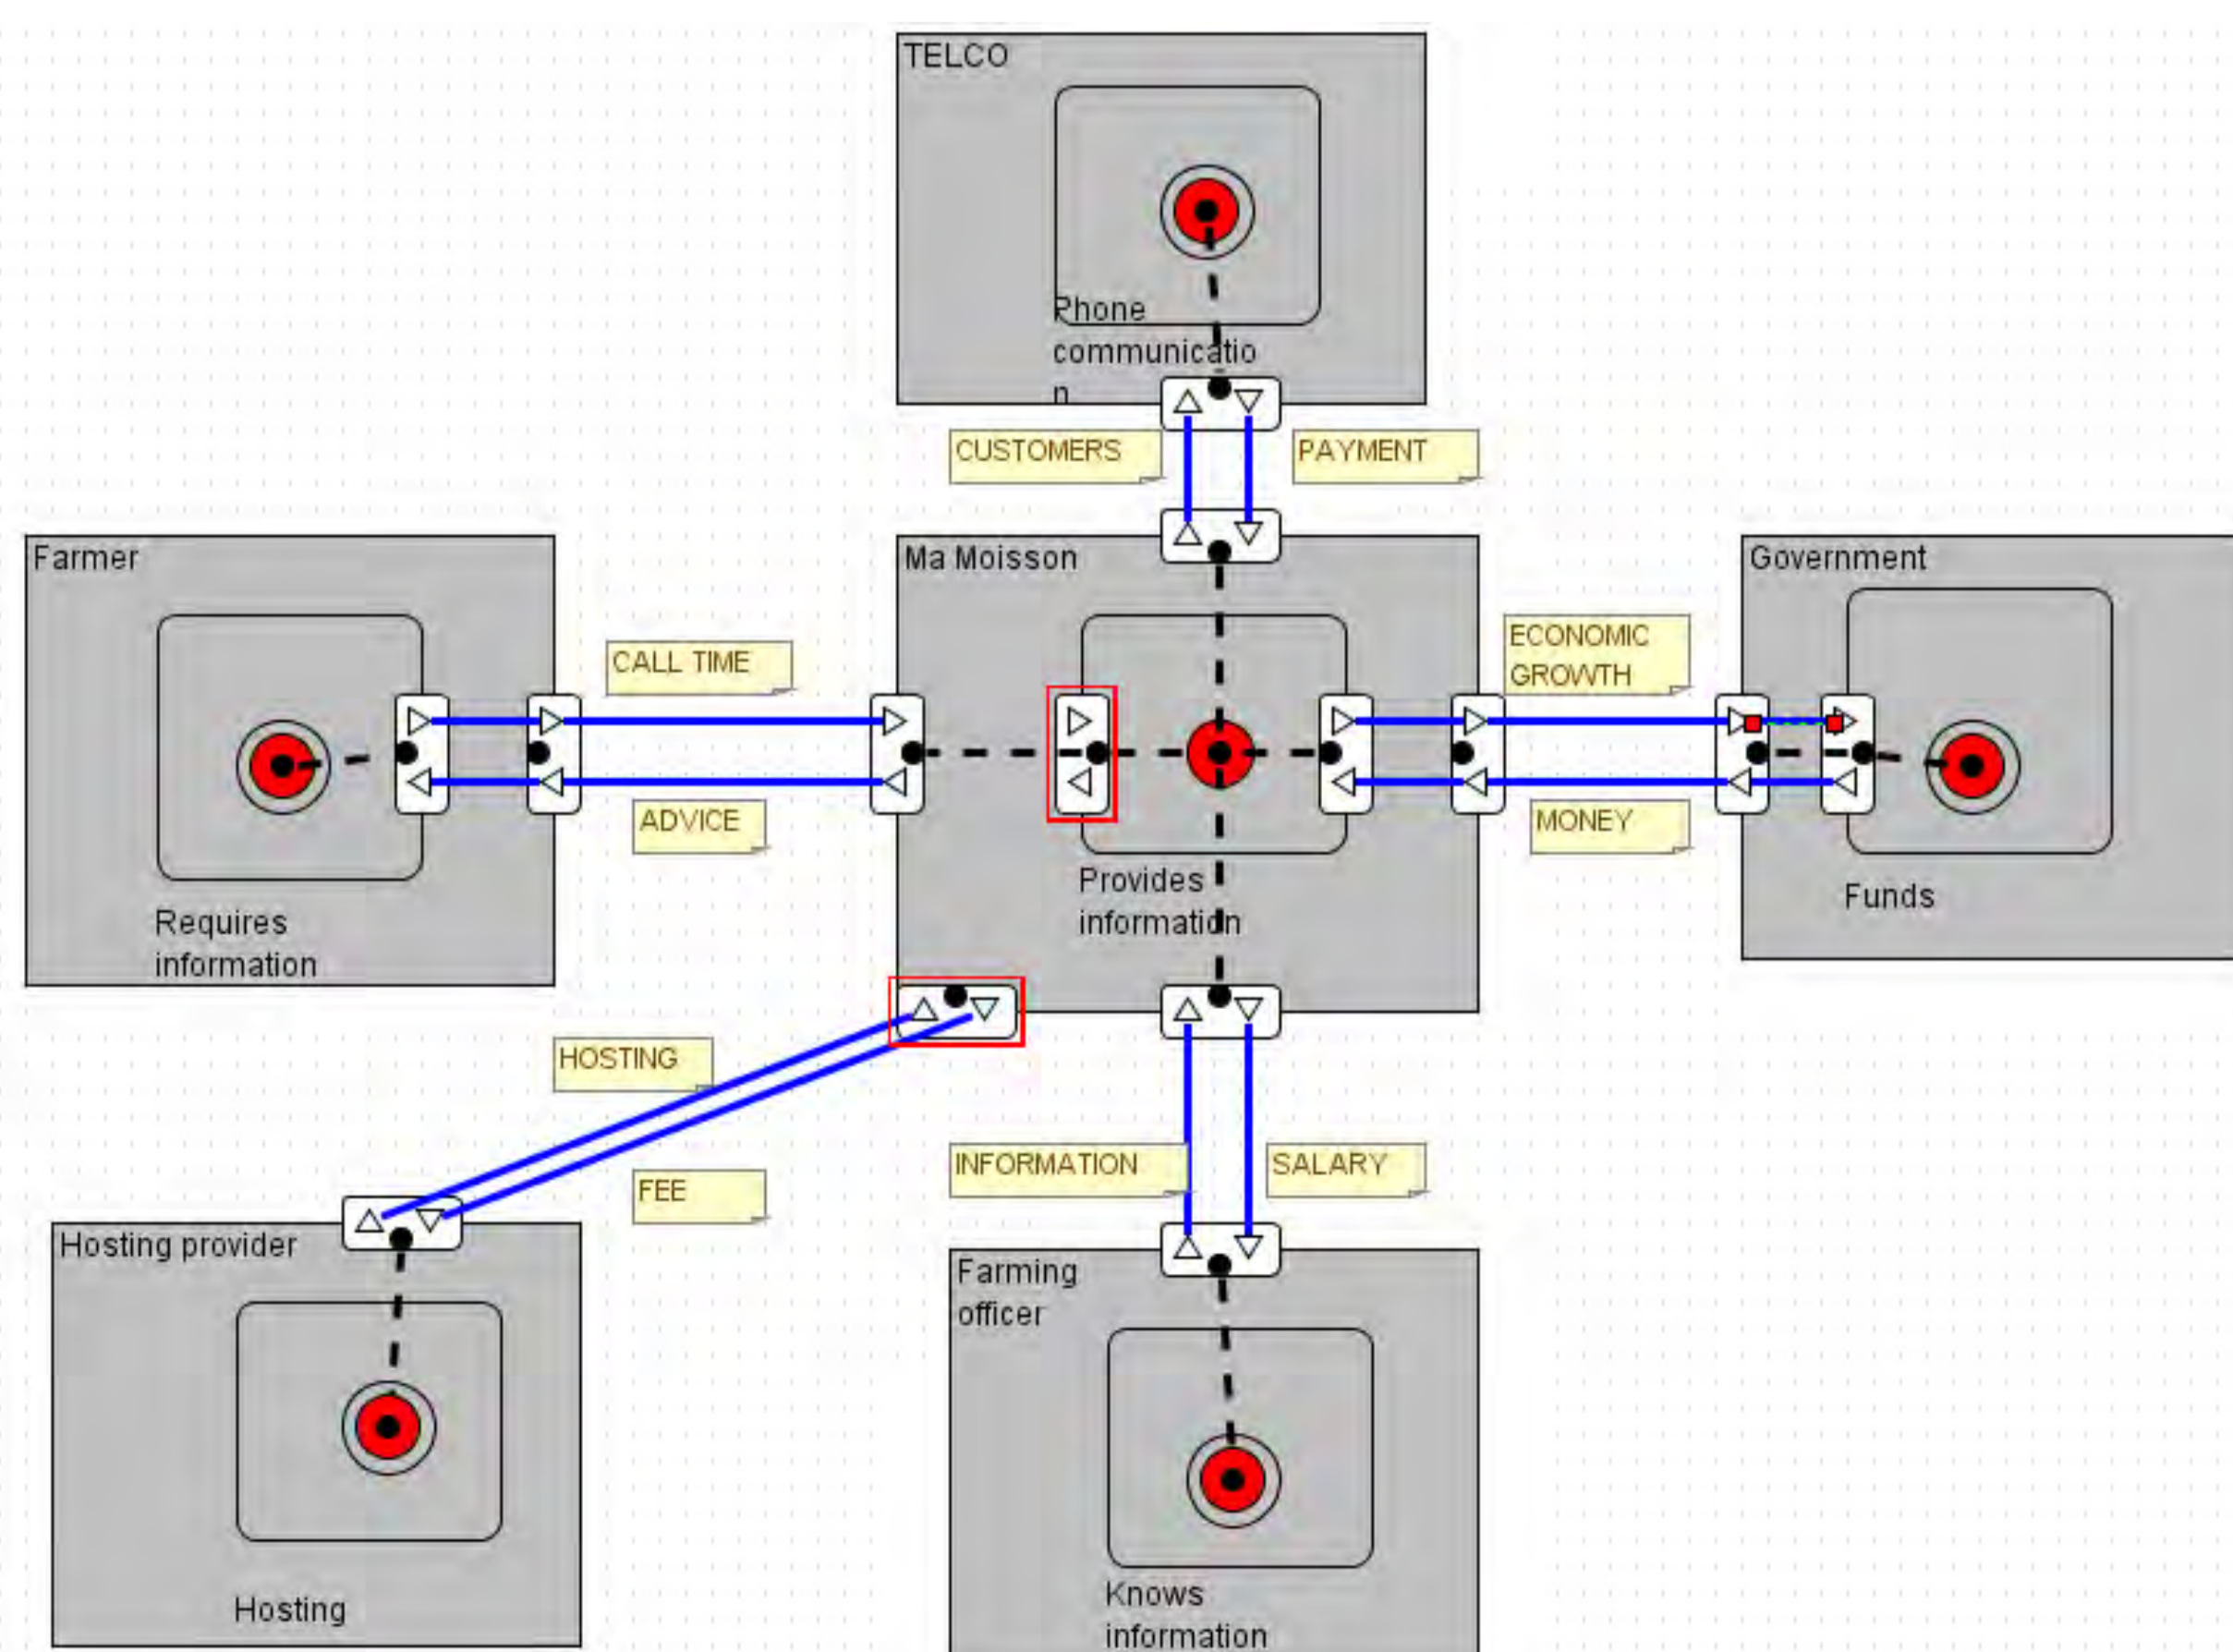 TELCO
Phone
communicatio
n
CUSTOMERS
PAYMENT
Farmer
Requires
information
CALL TIME
ADVICE
Ma Moisson
Provides
information
ECONOMIC
GROWTH
MONEY
Government
Funds
HOSTING
FEE
INFORMATION
SALARY
Hosting provider
Hosting
Farming
officer
Knows
information